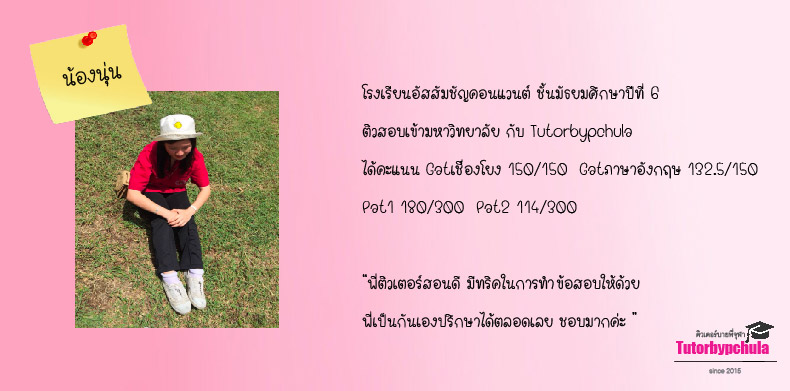 น้องนุ่น
โรงเรียนอัสสัมชัญคอนแวนต์ ชั้นมัธยมศึกษาปีที่ 6
ติวสอบเข้ามหาวิทยาลัย กับ Tutorbypchula
ได้คะแนน Gatเชื่องโยง 150/150 Gatภาษาอังกฤษ 132.5/150
Pat1 180/300 Pat2 114/300
“พี่ติวเตอร์สอนดี มีทริคในการทำข้อสอบให้ด้วย
พี่เป็นกันเองปรึกษาได้ตลอดเลย ชอบมากค่ะ ”
ติวเตอร์บายพี่จุฬา
Tutorbypchula
since 2015